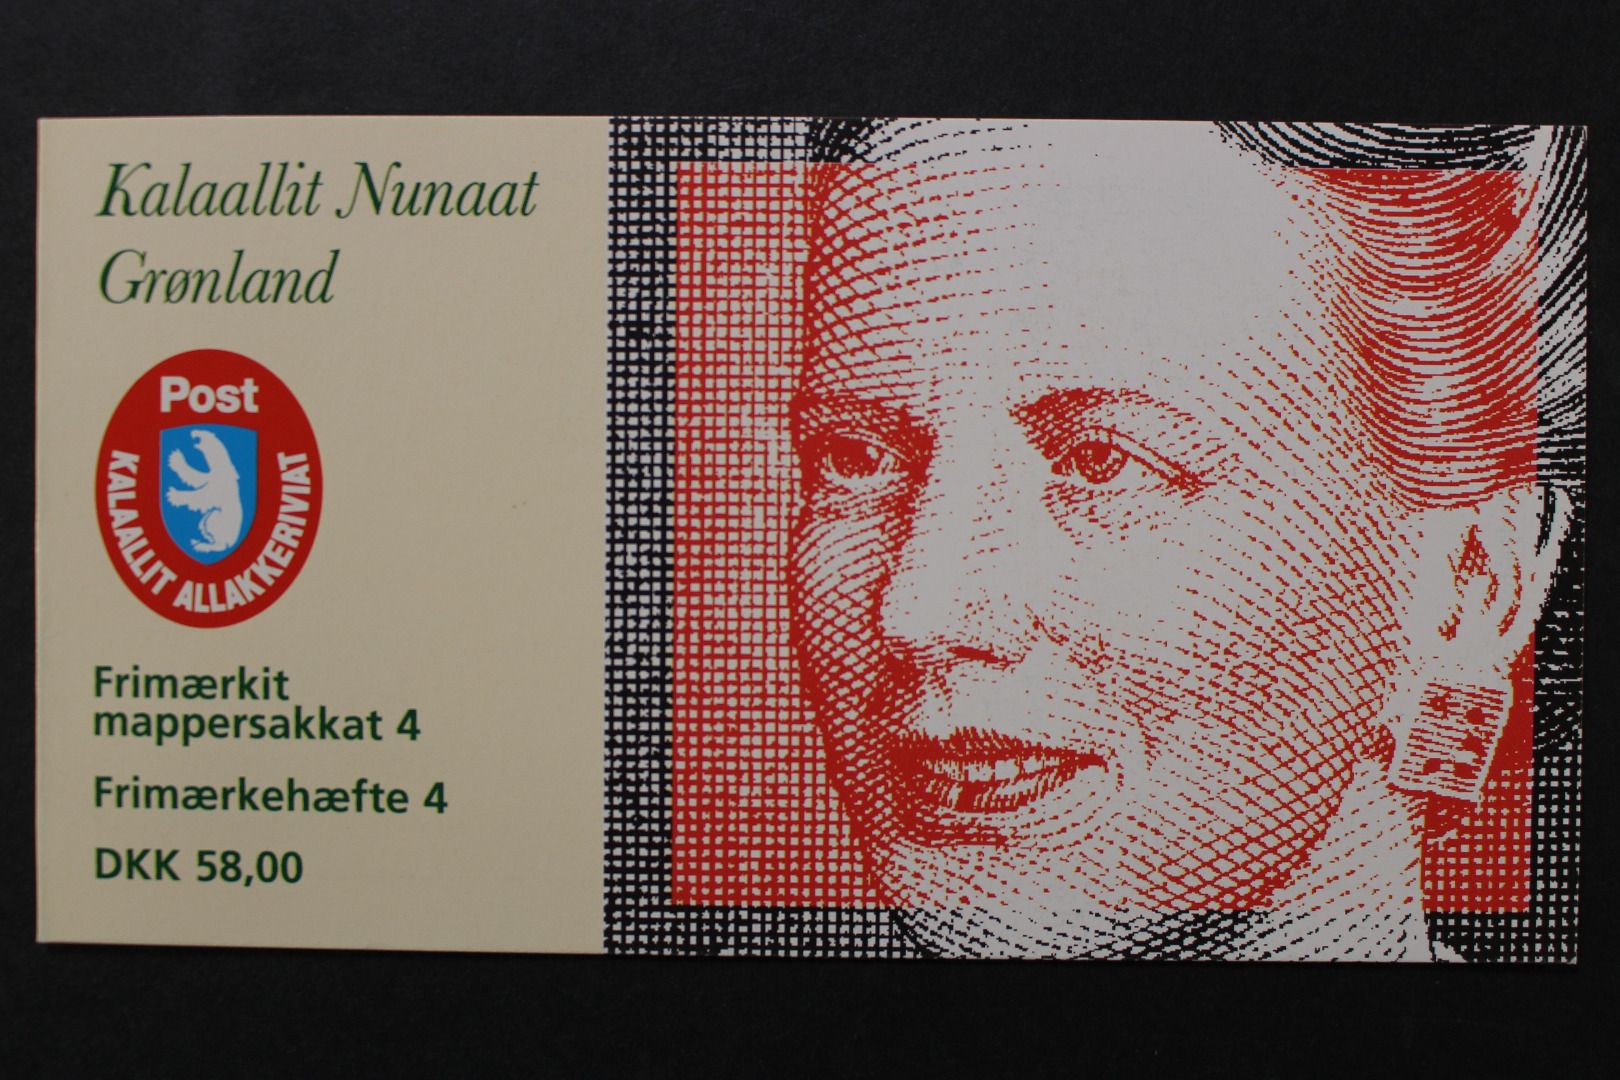 Kalaallit Nunaat
Grønland
Post
KALAALLIT ALLAKKERIVIAT
Frimærkit
mappersakkat 4
Frimærkehæfte 4
DKK 58,00